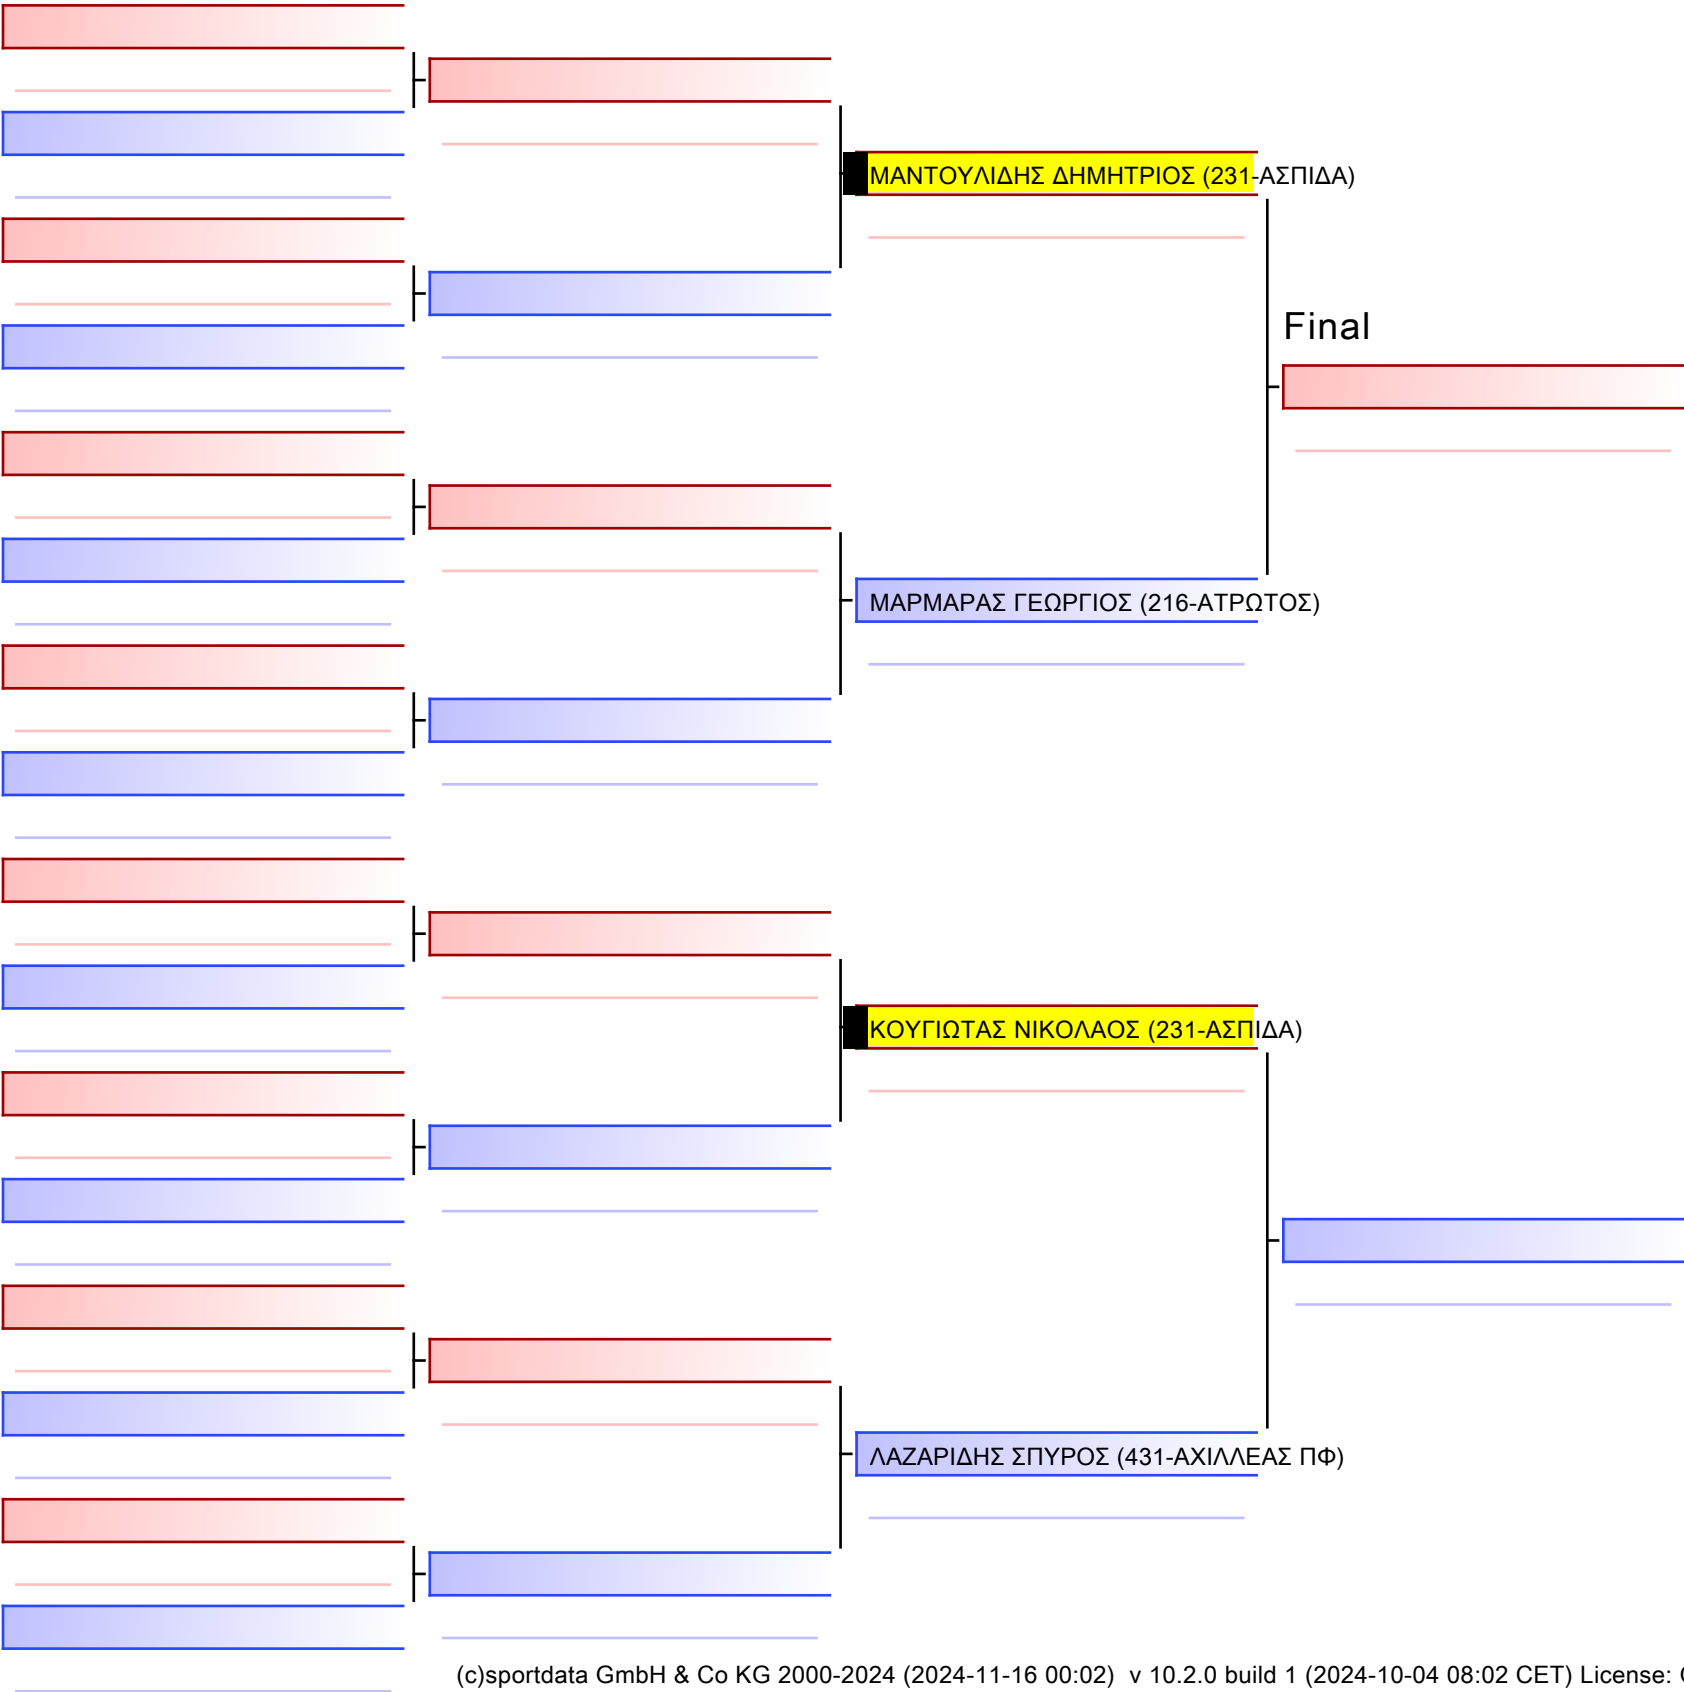 ΜΑΝΤΟΥΛΙΔΗΣ ΔΗΜΗΤΡΙΟΣ (231-ΑΣΠΙΔΑ)
Final
ΜΑΡΜΑΡΑΣ ΓΕΩΡΓΙΟΣ (216-ΑΤΡΩΤΟΣ)
ΚΟΥΓΙΩΤΑΣ ΝΙΚΟΛΑΟΣ (231-ΑΣΠΙΔΑ)
ΛΑΖΑΡΙΔΗΣ ΣΠΥΡΟΣ (431-ΑΧΙΛΛΕΑΣ ΠΦ)
(c)sportdata GmbH & Co KG 2000-2024 (2024-11-16 00:02) v 10.2.0 build 1 (2024-10-04 08:02 CET) License: